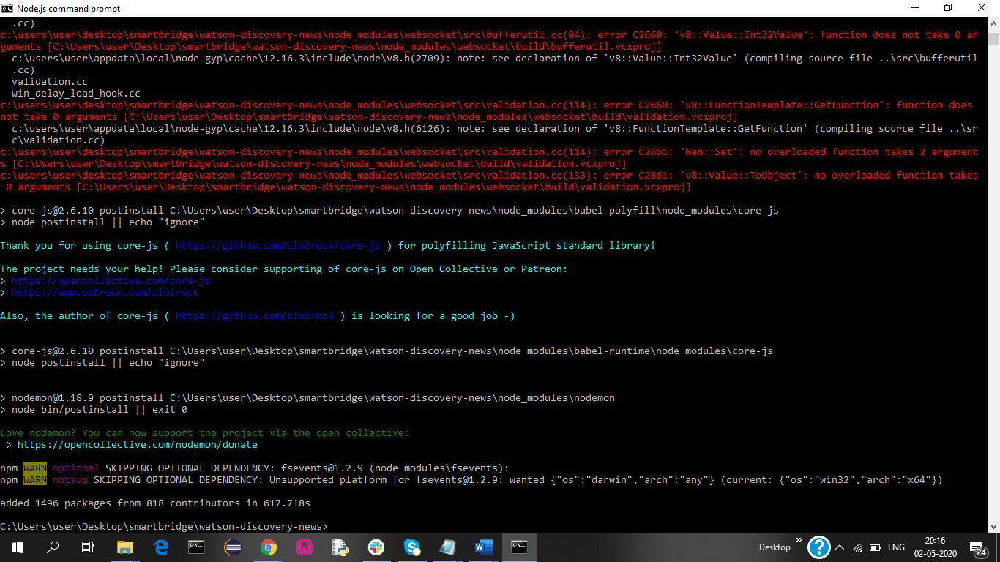 Node.js command prompt
.cc)
c:\users\user\desktop\smartbridge\watson-discovery-news\node_modules\websocket\src\bufferutil.cc(94): error C2660: 'v8::Value::Int32Value': function does not take 0 ar
guments [C:\Users\user\Desktop\smartbridge\watson-discovery-news\node_modules\websocket\build\bufferutil.vcxproj]
c:\users\user\appdata\local\node-gyp\cache\12.16.3\include\node\v8.h(2709): note: see declaration of 'v8::Value::Int32Value' (compiling source file ..\src\bufferutil
.cc)
validation.cc
win_delay_load_hook.cc
c:\users\user\desktop\smartbridge\watson-discovery-news\node_modules\websocket\src\validation.cc(114): error C2660: 'v8::FunctionTemplate::GetFunction': function does
not take 0 arguments [C:\Users\user\Desktop\smartbridge\watson-discovery-news\node_modules\websocket\build\validation.vcxproj]
c:\users\user\appdata\local\node-gyp\cache\12.16.3\include\node\v8.h(6126): note: see declaration of 'v8::FunctionTemplate::GetFunction' (compiling source file ..\sr
c\validation.cc)
c:\users\user\desktop\smartbridge\watson-discovery-news\node_modules\websocket\src\validation.cc(114): error C2661: 'Nan::Set': no overloaded function takes 2 argument
s [C:\Users\user\Desktop\smartbridge\watson-discovery-news\node_modules\websocket\build\validation.vcxproj]
c:\users\user\desktop\smartbridge\watson-discovery-news\node_modules\websocket\src\validation.cc(133): error C2661: 'v8::Value::ToObject': no overloaded function takes
0 arguments [C:\Users\user\Desktop\smartbridge\watson-discovery-news\node_modules\websocket\build\validation.vcxproj]
> core-js@2.6.10 postinstall C:\Users\user\Desktop\smartbridge\watson-discovery-news\node_modules\babel-polyfill\node_modules\core-js
> node postinstall || echo "ignore"
Thank you for using core-js ( https://github.com/zloirock/core-js ) for polyfilling JavaScript standard library!
The project needs your help! Please consider supporting of core-js on Open Collective or Patreon:
> https://opencollective.com/core-js
> https://www.patreon.com/zloirock
Also, the author of core-js ( https://github.com/zloirock ) is looking for a good job -)
> core-js@2.6.10 postinstall C:\Users\user\Desktop\smartbridge\watson-discovery-news\node_modules\babel-runtime\node_modules\core-js
> node postinstall || echo "ignore"
> nodemon@1.18.9 postinstall C:\Users\user\Desktop\smartbridge\watson-discovery-news\node_modules\nodemon
> node bin/postinstall || exit 0
Love nodemon? You can now support the project via the open collective:
> https://opencollective.com/nodemon/donate
npm WARN optional SKIPPING OPTIONAL DEPENDENCY: fsevents@1.2.9 (node_modules\fsevents):
npm WARN notsup SKIPPING OPTIONAL DEPENDENCY: Unsupported platform for fsevents@1.2.9: wanted {"os":"darwin","arch":"any"} (current: {"os":"win32","arch":"x64"})
added 1496 packages from 818 contributors in 617.718s
C:\Users\user\Desktop\smartbridge\watson-discovery-news>
Desktop
ENG
20:16
02-05-2020
24